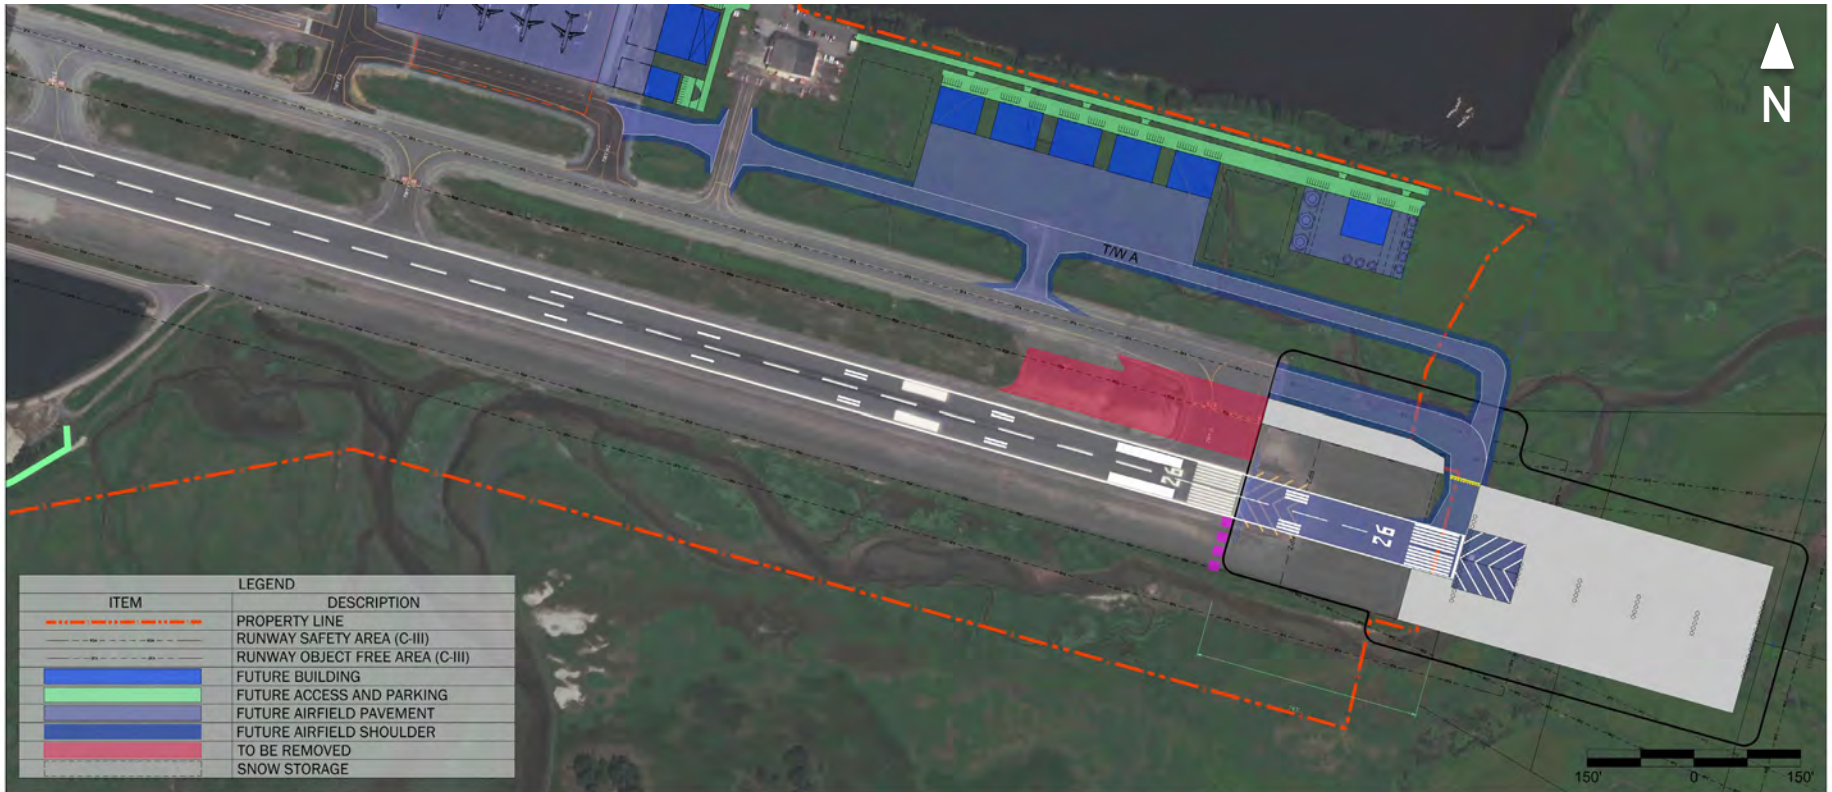 N
T/W A
26
26
LEGEND
ITEM DESCRIPTION
PROPERTY LINE
RUNWAY SAFETY AREA (C-III)
RUNWAY OBJECT FREE AREA (C-III)
FUTURE BUILDING
FUTURE ACCESS AND PARKING
FUTURE AIRFIELD PAVEMENT
FUTURE AIRFIELD SHOULDER
TO BE REMOVED
SNOW STORAGE
150' 0 150'